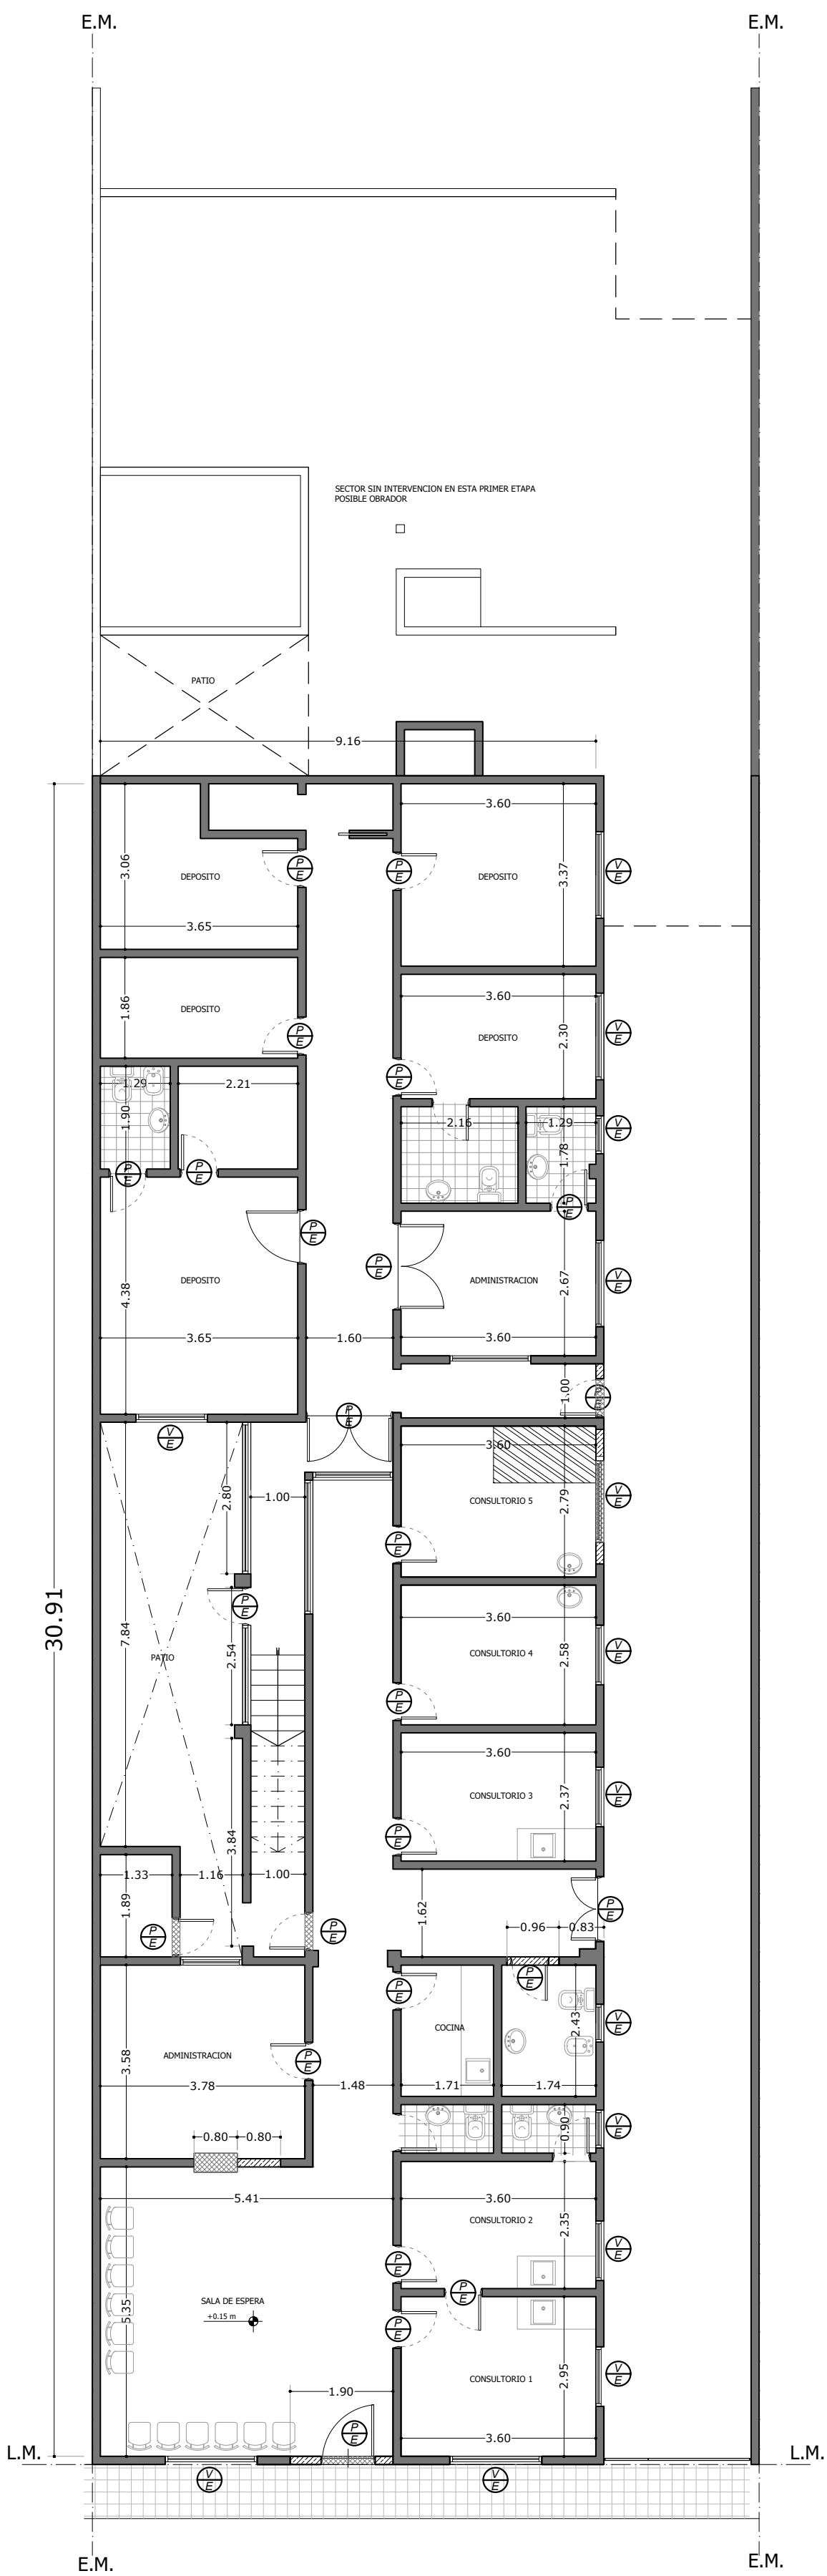 E.M.
E.M.
SECTOR SIN INTERVENCION EN ESTA PRIMER ETAPA
POSIBLE OBRADOR
PATIO
9.16
3.60
3.06
DEPOSITO
P
E
P
E
DEPOSITO
3.37
V
E
3.65
3.60
1.86
DEPOSITO
P
E
DEPOSITO
2.30
V
E
P
E
1.29
2.21
1.90
2.16
1.29
1.78
V
E
P
E
P
E
P
E
P
E
P
E
DEPOSITO
4.38
ADMINISTRACION
2.67
V
E
3.65
1.60
3.60
1.00
P
E
P
E
V
E
3.60
2.80
1.00
CONSULTORIO 5
2.79
V
E
P
E
30.91
7.84
P
E
3.60
PATIO
2.54
CONSULTORIO 4
2.58
V
E
P
E
3.60
CONSULTORIO 3
2.37
V
E
3.84
P
E
1.33
1.16
1.00
1.89
1.62
P
E
P
E
P
E
0.96
0.83
P
E
P
E
COCINA
2.43
V
E
ADMINISTRACION
3.58
P
E
3.78
1.48
1.71
1.74
0.80
0.80
0.90
V
E
5.41
3.60
CONSULTORIO 2
2.35
V
E
P
E
P
E
SALA DE ESPERA
+0.15 m
5.35
P
E
CONSULTORIO 1
2.95
V
E
1.90
P
E
3.60
L.M.
L.M.
V
E
V
E
E.M.
E.M.